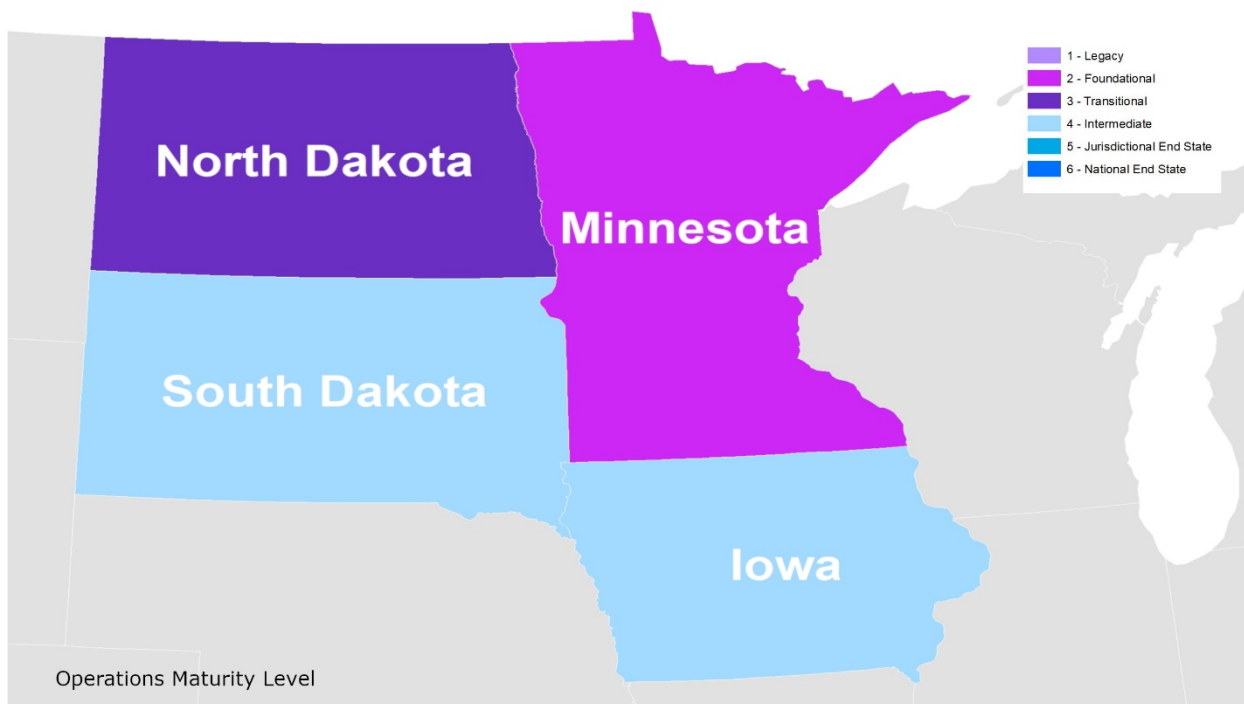 1 - Legacy
2 - Foundational
3 - Transitional
4 - Intermediate
5 - Jurisdictional End State
6 - National End State
North Dakota
Minnesota
South Dakota
Iowa
Operations Maturity Level